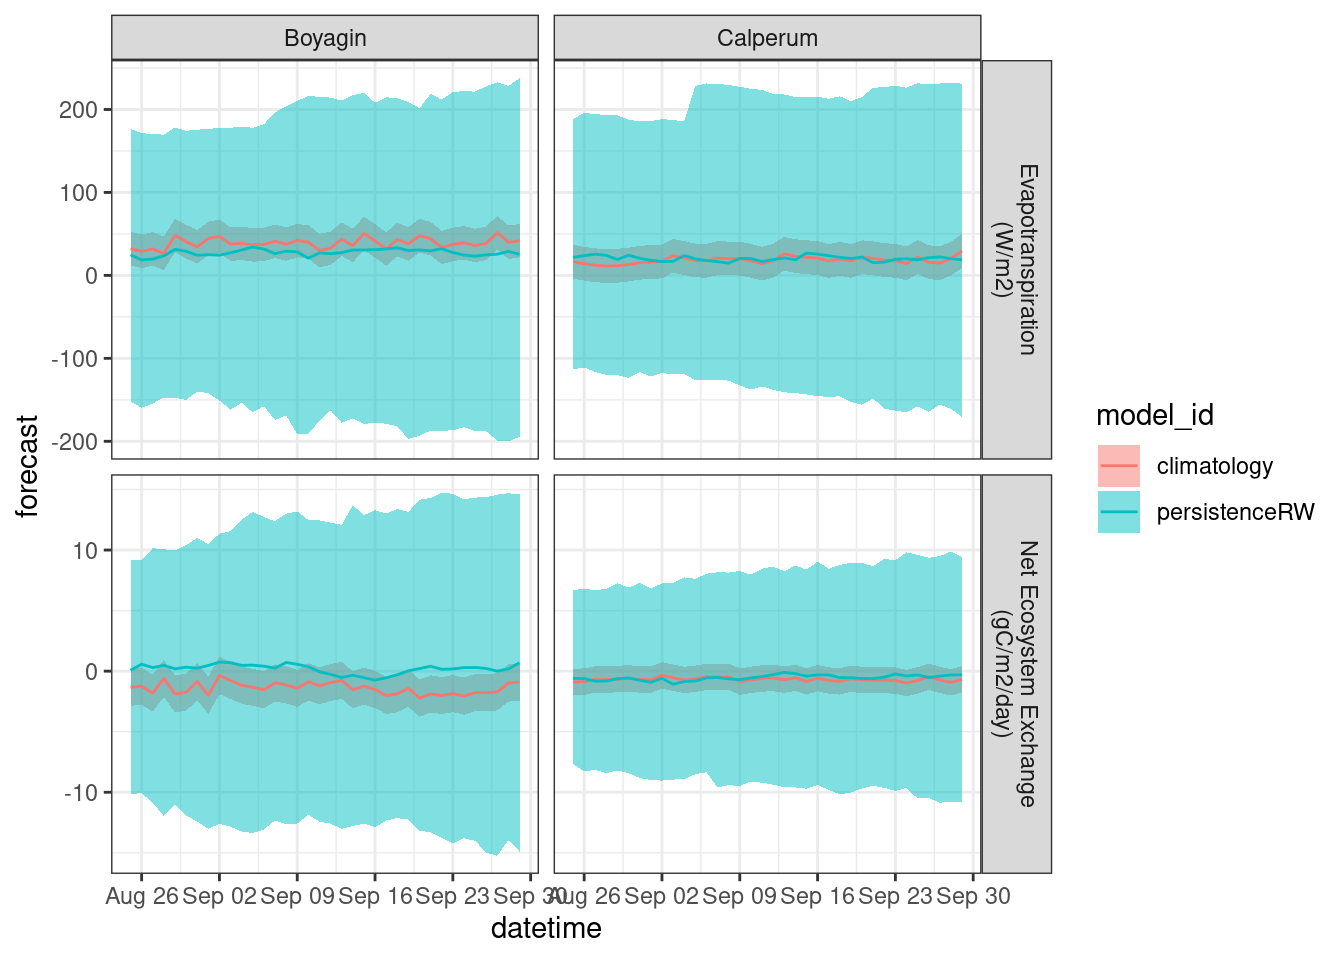 Boyagin
Calperum
200
100
0
-100
-200
Evapotranspiration
(W/m2)
10
0
-10
Net Ecosystem Exchange
(gC/m2/day)
forecast
Aug 26
Sep 02
Sep 09
Sep 16
Sep 23
Sep 30
Aug 26
Sep 02
Sep 09
Sep 16
Sep 23
Sep 30
datetime
model_id
climatology
persistenceRW